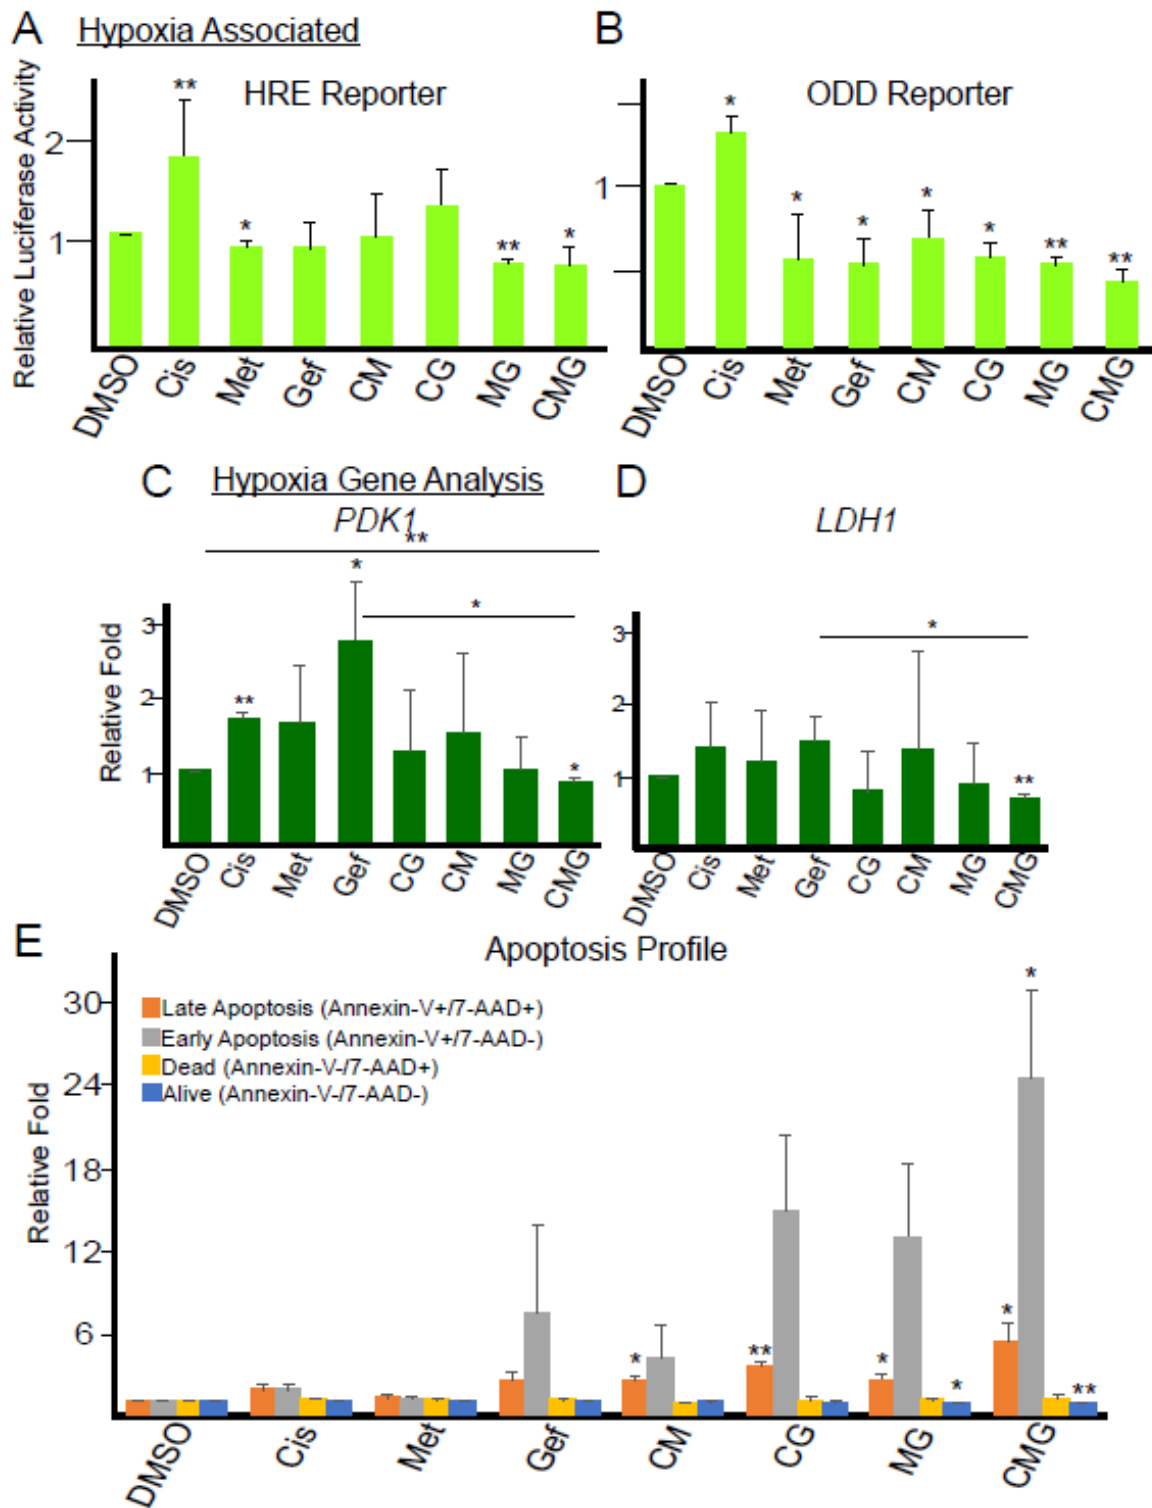 A Hypoxia Associated
B
HRE Reporter
Relative Luciferase Activity
2
1
**
*
**
*
DMSO Cis Met Gef CM CG MG CMG
ODD Reporter
1
*
*
*
*
*
**
**
DMSO Cis Met Gef CM CG MG CMG
C Hypoxia Gene Analysis
PDK1
**
*
*
**
*
Relative Fold
3
2
1
DMSO Cis Met Gef CG CM MG CMG
D
LDH1
*
**
3
2
1
DMSO Cis Met Gef CG CM MG CMG
E
Apoptosis Profile
Late Apoptosis (Annexin-V+/7-AAD+)
Early Apoptosis (Annexin-V+/7-AAD-)
Dead (Annexin-V-/7-AAD+)
Alive (Annexin-V-/7-AAD-)
Relative Fold
30
24
18
12
6
*
**
*
*
*
*
**
DMSO Cis Met Gef CM CG MG CMG